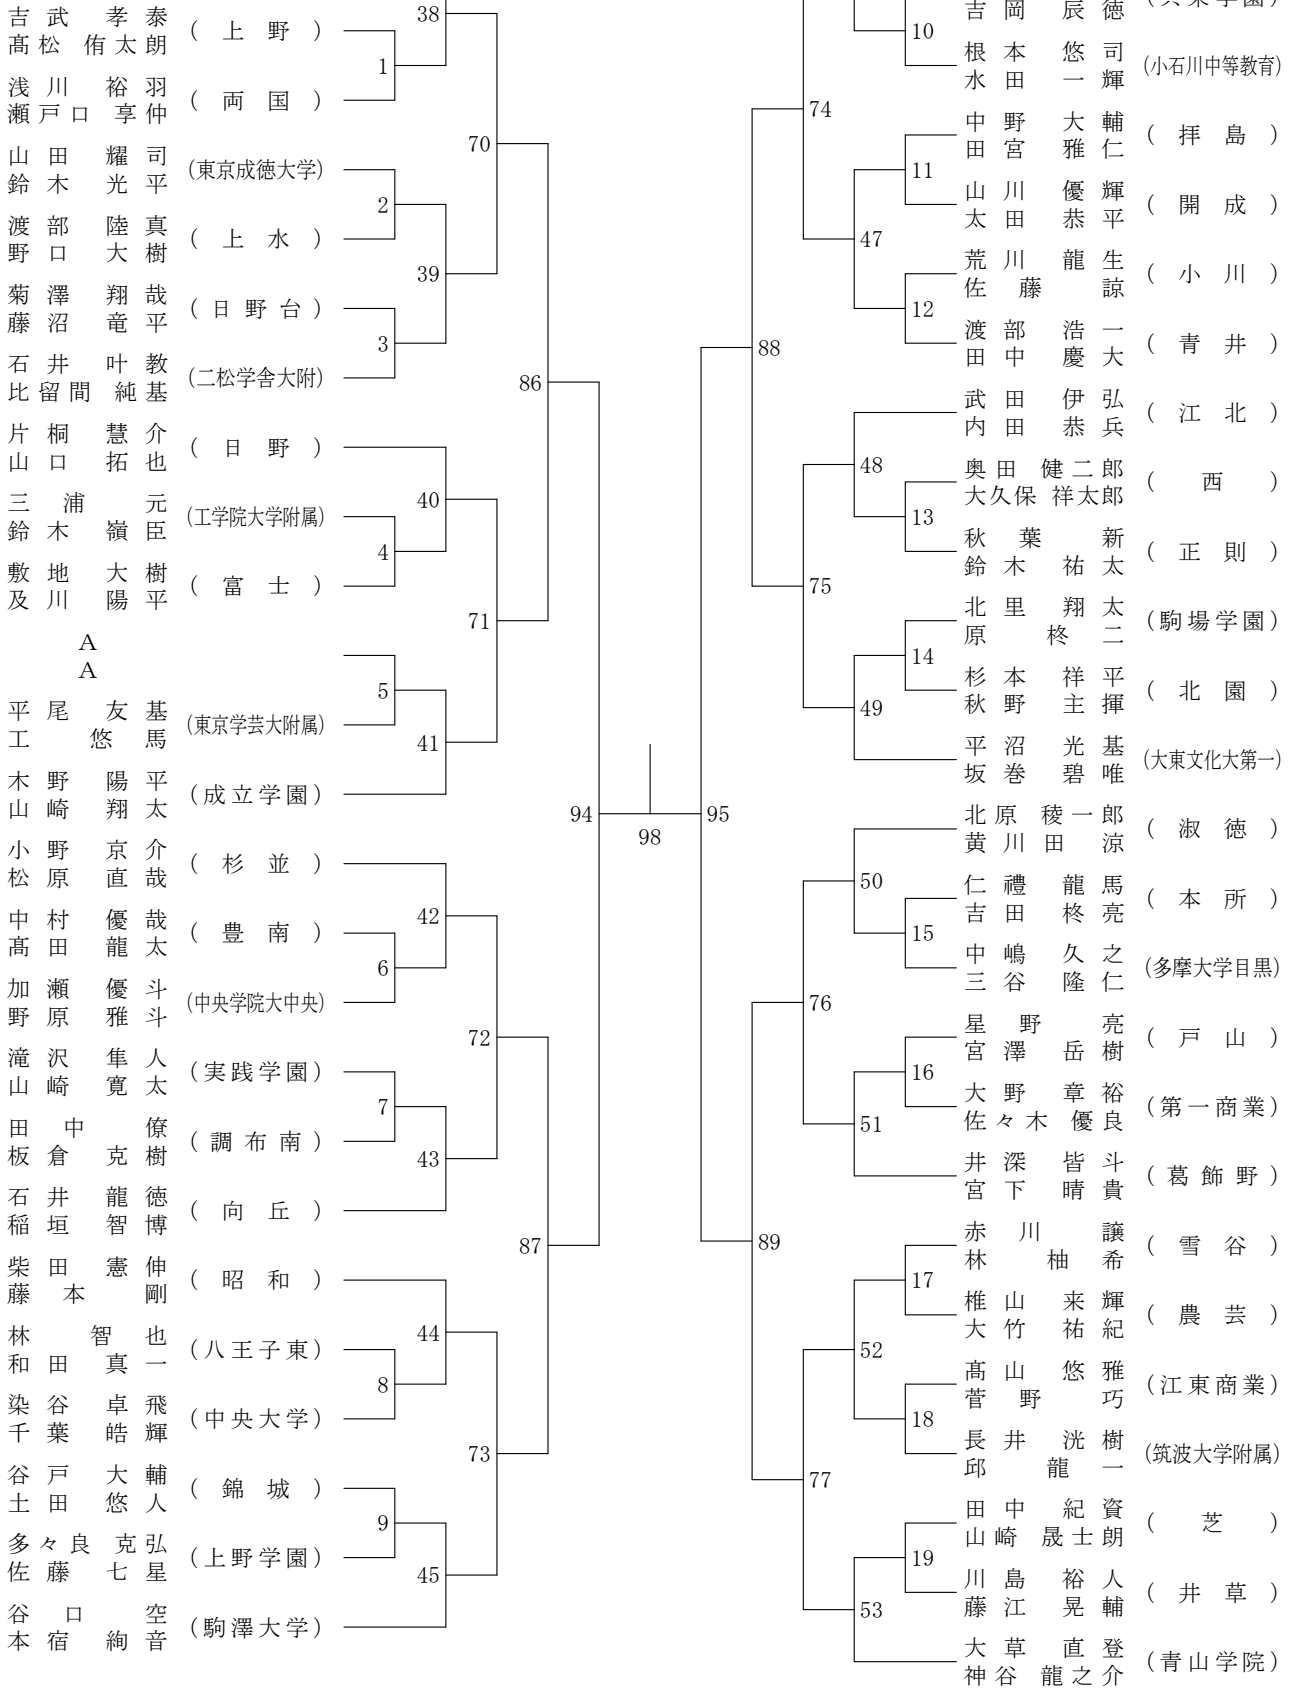 吉武 孝泰
髙松 侑太朗
(上野)
浅川 裕羽
瀬戸口 享仲
(両国)
山田 耀司
鈴木 光平
(東京成徳大学)
渡部 陸真
野口 大樹
(上水)
菊澤 翔哉
藤沼 竜平
(日野台)
石井 叶教
比留間 純基
(二松学舎大附)
片桐 慧介
山口 拓也
(日野)
三浦 元
鈴木 嶺臣
(工学院大学附属)
敷地 大樹
及川 陽平
(富士)
A
A
平尾 友基
工 悠馬
(東京学芸大附属)
木野 陽平
山崎 翔太
(成立学園)
小野 京介
松原 直哉
(杉並)
中村 優哉
髙田 龍太
(豊南)
加瀬 優斗
野原 雅斗
(中央学院大中央)
滝沢 隼人
山崎 寛太
(実践学園)
田中 僚
板倉 克樹
(調布南)
石井 龍徳
稲垣 智博
(向丘)
柴田 憲伸
藤本 剛
(昭和)
林 智也
和田 真一
(八王子東)
染谷 卓飛
千葉 皓輝
(中央大学)
谷戸 大輔
土田 悠人
(錦城)
多々良 克弘
佐藤 七星
(上野学園)
谷口 空
本宿 絢音
(駒澤大学)
38
1
70
2
39
3
86
40
4
71
5
41
94
42
6
72
7
43
87
44
8
73
9
45
98
95
10
74
11
47
12
88
48
13
75
14
49
50
15
76
16
51
89
17
52
18
77
19
53
吉岡 辰徳
根本 悠司
水田 一輝
(小石川中等教育)
中野 大輔
田宮 雅仁
(拝島)
山川 優輝
太田 恭平
(開成)
荒川 龍生
佐藤 諒
(小川)
渡部 浩一
田中 慶大
(青井)
武田 伊弘
内田 恭兵
(江北)
奥田 健二郎
大久保 祥太郎
(西)
秋葉 新
鈴木 祐太
(正則)
北里 翔太
原 柊二
(駒場学園)
杉本 祥平
秋野 主揮
(北園)
平沼 光基
坂巻 碧唯
(大東文化大第一)
北原 稜一郎
黄川田 涼
(淑徳)
仁禮 龍馬
吉田 柊亮
(本所)
中嶋 久之
三谷 隆仁
(多摩大学目黒)
星野 亮
宮澤 岳樹
(戸山)
大野 章裕
佐々木 優良
(第一商業)
井深 皆斗
宮下 晴貴
(葛飾野)
赤川 譲
林 柚希
(雪谷)
椎山 来輝
大竹 祐紀
(農芸)
髙山 悠雅
菅野 巧
(江東商業)
長井 洸樹
邱 龍一
(筑波大学附属)
田中 紀資
山崎 晟士朗
(芝)
川島 裕人
藤江 晃輔
(井草)
大草 直登
神谷 龍之介
(青山学院)